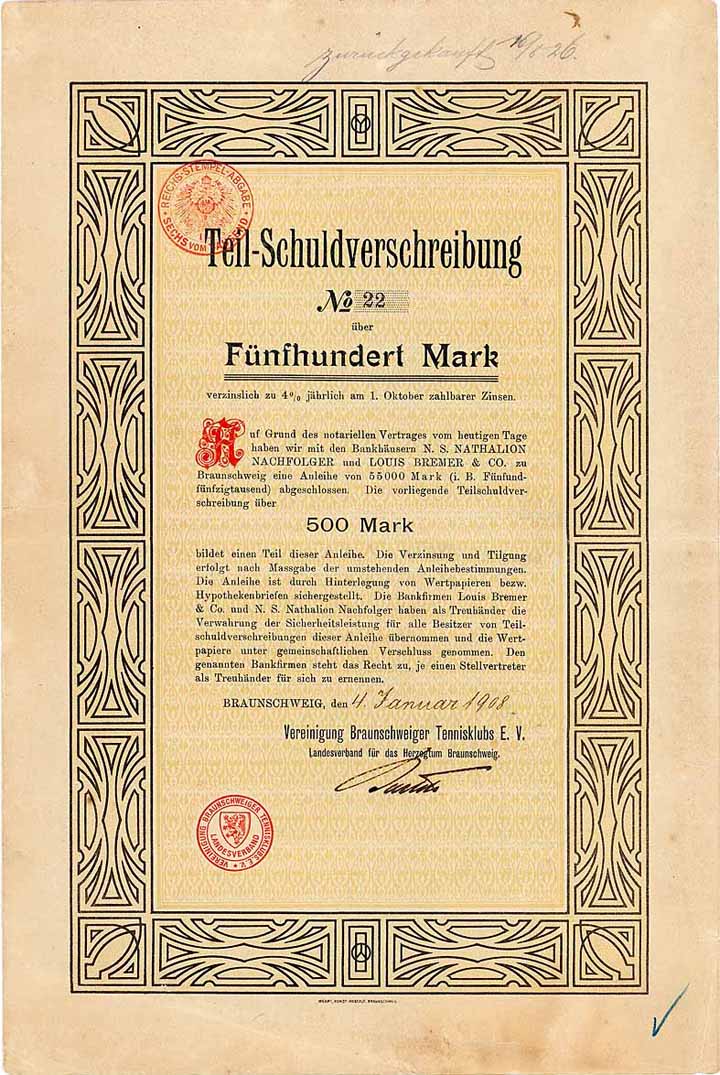 zurückgekauft
REICHS-STEMPEL-ABGABE
SECHS VOM TAUSEND
Teil-Schuldverschreibung
No 22
über
Fünfhundert Mark
verzinslich zu 4% jährlich am 1. Oktober zahlbarer Zinsen.
Auf Grund des notariellen Vertrages vom heutigen Tage
haben wir mit den Bankhäusern N. S. NATHALION
NACHFOLGER und LOUIS BREMER & CO. zu
Braunschweig eine Anleihe von 55000 Mark (i. B. Fünfund-
fünfzigtausend) abgeschlossen. Die vorliegende Teilschuldver-
schreibung über
500 Mark
bildet einen Teil dieser Anleihe. Die Verzinsung und Tilgung
erfolgt nach Massgabe der umstehenden Anleihebestimmungen.
Die Anleihe ist durch Hinterlegung von Wertpapieren bezw.
Hypothekenbriefen sichergestellt. Die Bankfirmen Louis Bremer
& Co. und N. S. Nathalion Nachfolger haben als Treuhänder die
Verwahrung der Sicherheitsleistung für alle Besitzer von Teil-
schuldverschreibungen dieser Anleihe übernommen und die Wert-
papiere unter gemeinschaftlichen Verschluss genommen. Den
genannten Bankfirmen steht das Recht zu, je einen Stellvertreter
als Treuhänder für sich zu ernennen.
BRAUNSCHWEIG, den 4. Januar 1908.
Vereinigung Braunschweiger Tennisklubs E. V.
Landesverband für das Herzogtum Braunschweig.
VEREINIGUNG BRAUNSCHWEIGER TENNISKLUBS E.V.
LANDESVERBAND